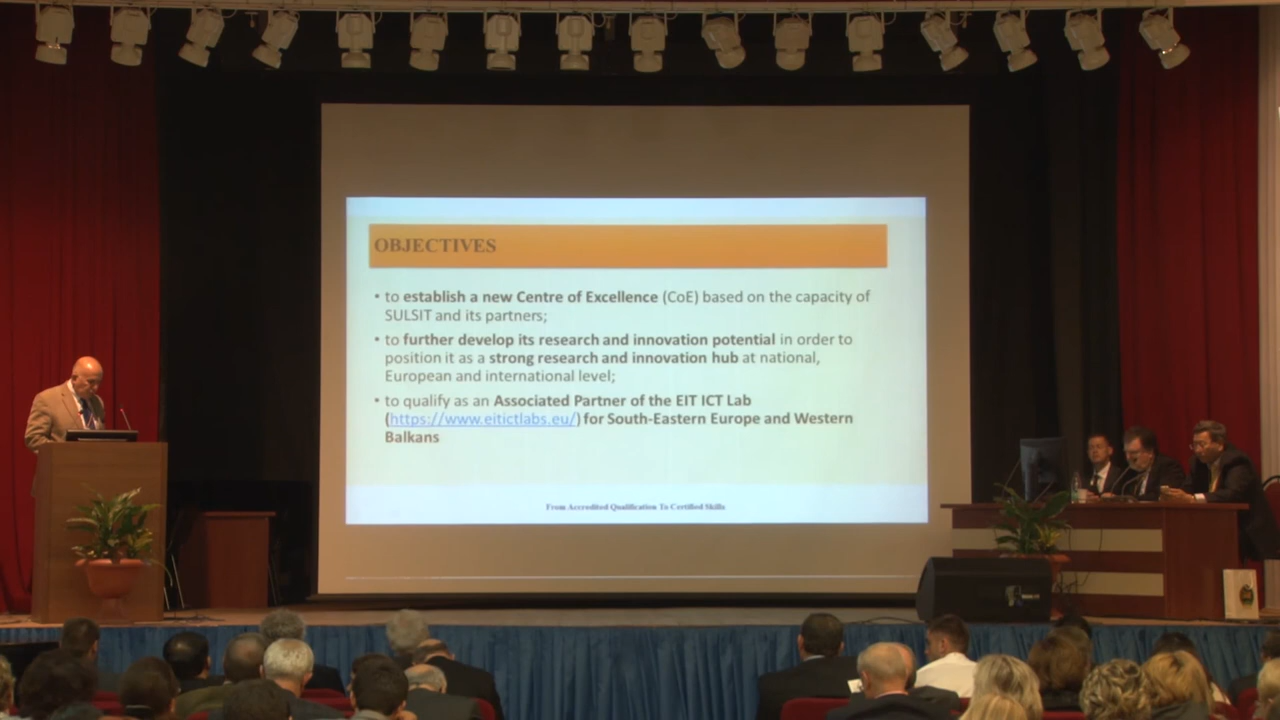 OBJECTIVES
• to establish a new Centre of Excellence (CoE) based on the capacity of
SULSIT and its partners;
• to further develop its research and innovation potential in order to
position it as a strong research and innovation hub at national,
European and international level;
• to qualify as an Associated Partner of the EIT ICT Lab
(https://www.eitictlabs.eu/) for South-Eastern Europe and Western
Balkans
From Accredited Qualification To Certified Skills